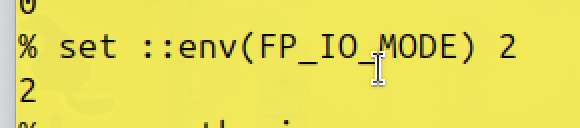 0
% set ::env(FP_IO_MODE) 2
2
%